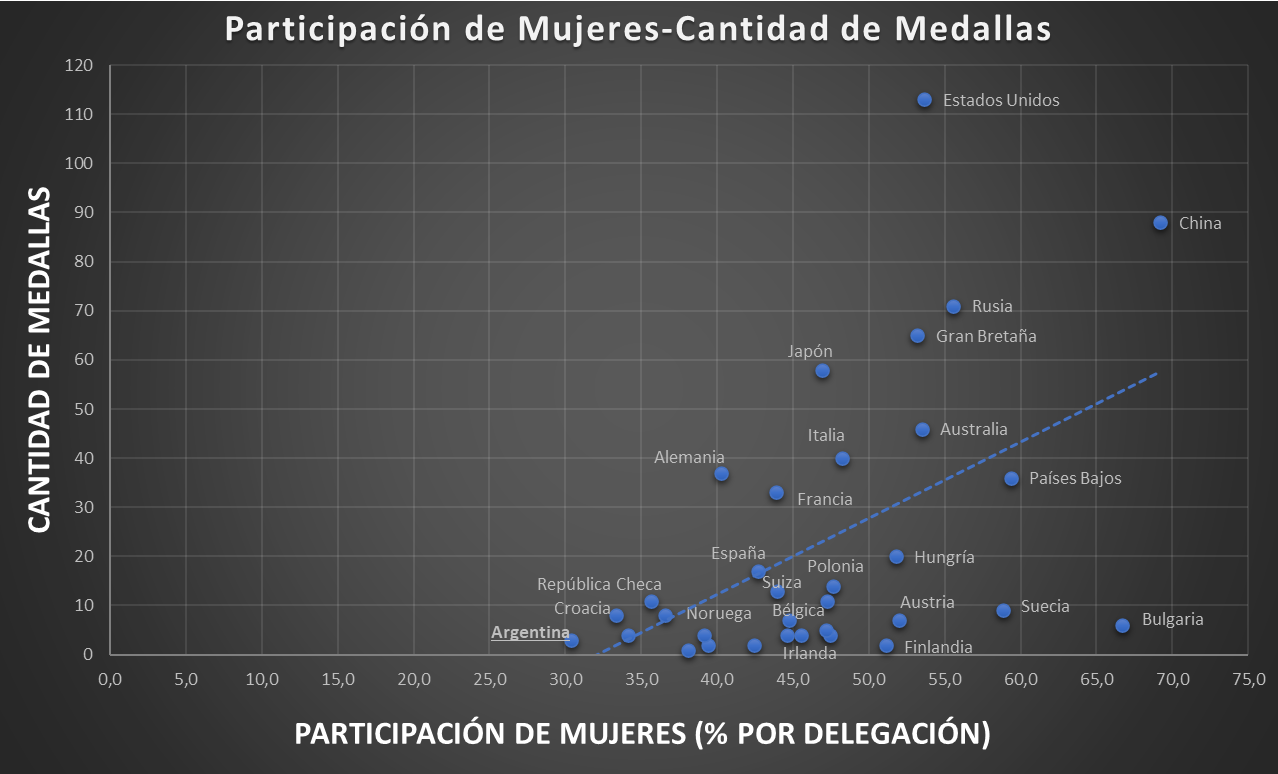 Participación de Mujeres-Cantidad de Medallas
120
110
100
90
80
70
60
50
40
30
20
10
0
CANTIDAD DE MEDALLAS
Estados Unidos
China
Rusia
Gran Bretaña
Japón
Australia
Italia
Alemania
Países Bajos
Francia
España
Hungría
Polonia
Suiza
República Checa
Austria
Suecia
Croacia
Bélgica
Noruega
Bulgaria
Argentina
Finlandia
Irlanda
0,0 5,0 10,0 15,0 20,0 25,0 30,0 35,0 40,0 45,0 50,0 55,0 60,0 65,0 70,0 75,0
PARTICIPACIÓN DE MUJERES (% POR DELEGACIÓN)